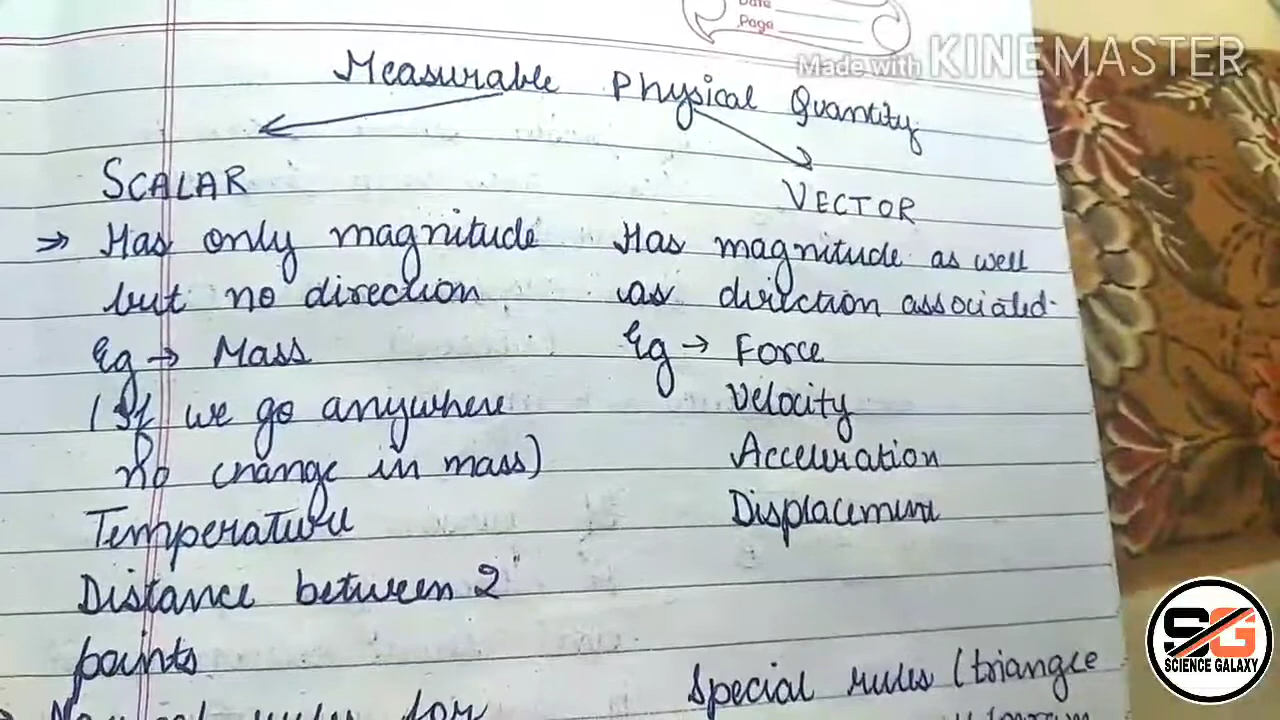 Date
Page
Made with KINEMASTER
Measurable Physical Quantity
SCALAR
VECTOR
⇒ Has only magnitude
but no direction
Eg → Mass
(If we go anywhere
No change in mass)
Temperature
Distance between 2
points
for
Has magnitude as well
as direction associated.
Eg → Force
Velocity
Acceleration
Displacement
Special rules (triangle
SG
SCIENCE GALAXY